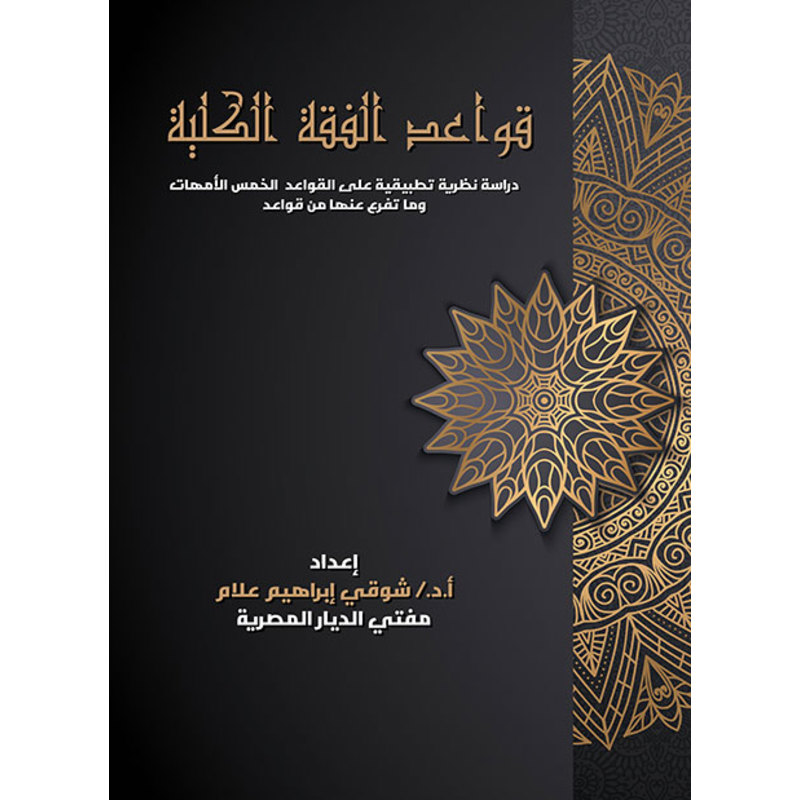 قواعد الفقة الكلية
دراسة نظرية تطبيقية على القواعد الخمس الأمهات
وما تفرع عنها من قواعد
إعداد
أ.د./ شوقي إبراهيم علام
مفتي الديار المصرية